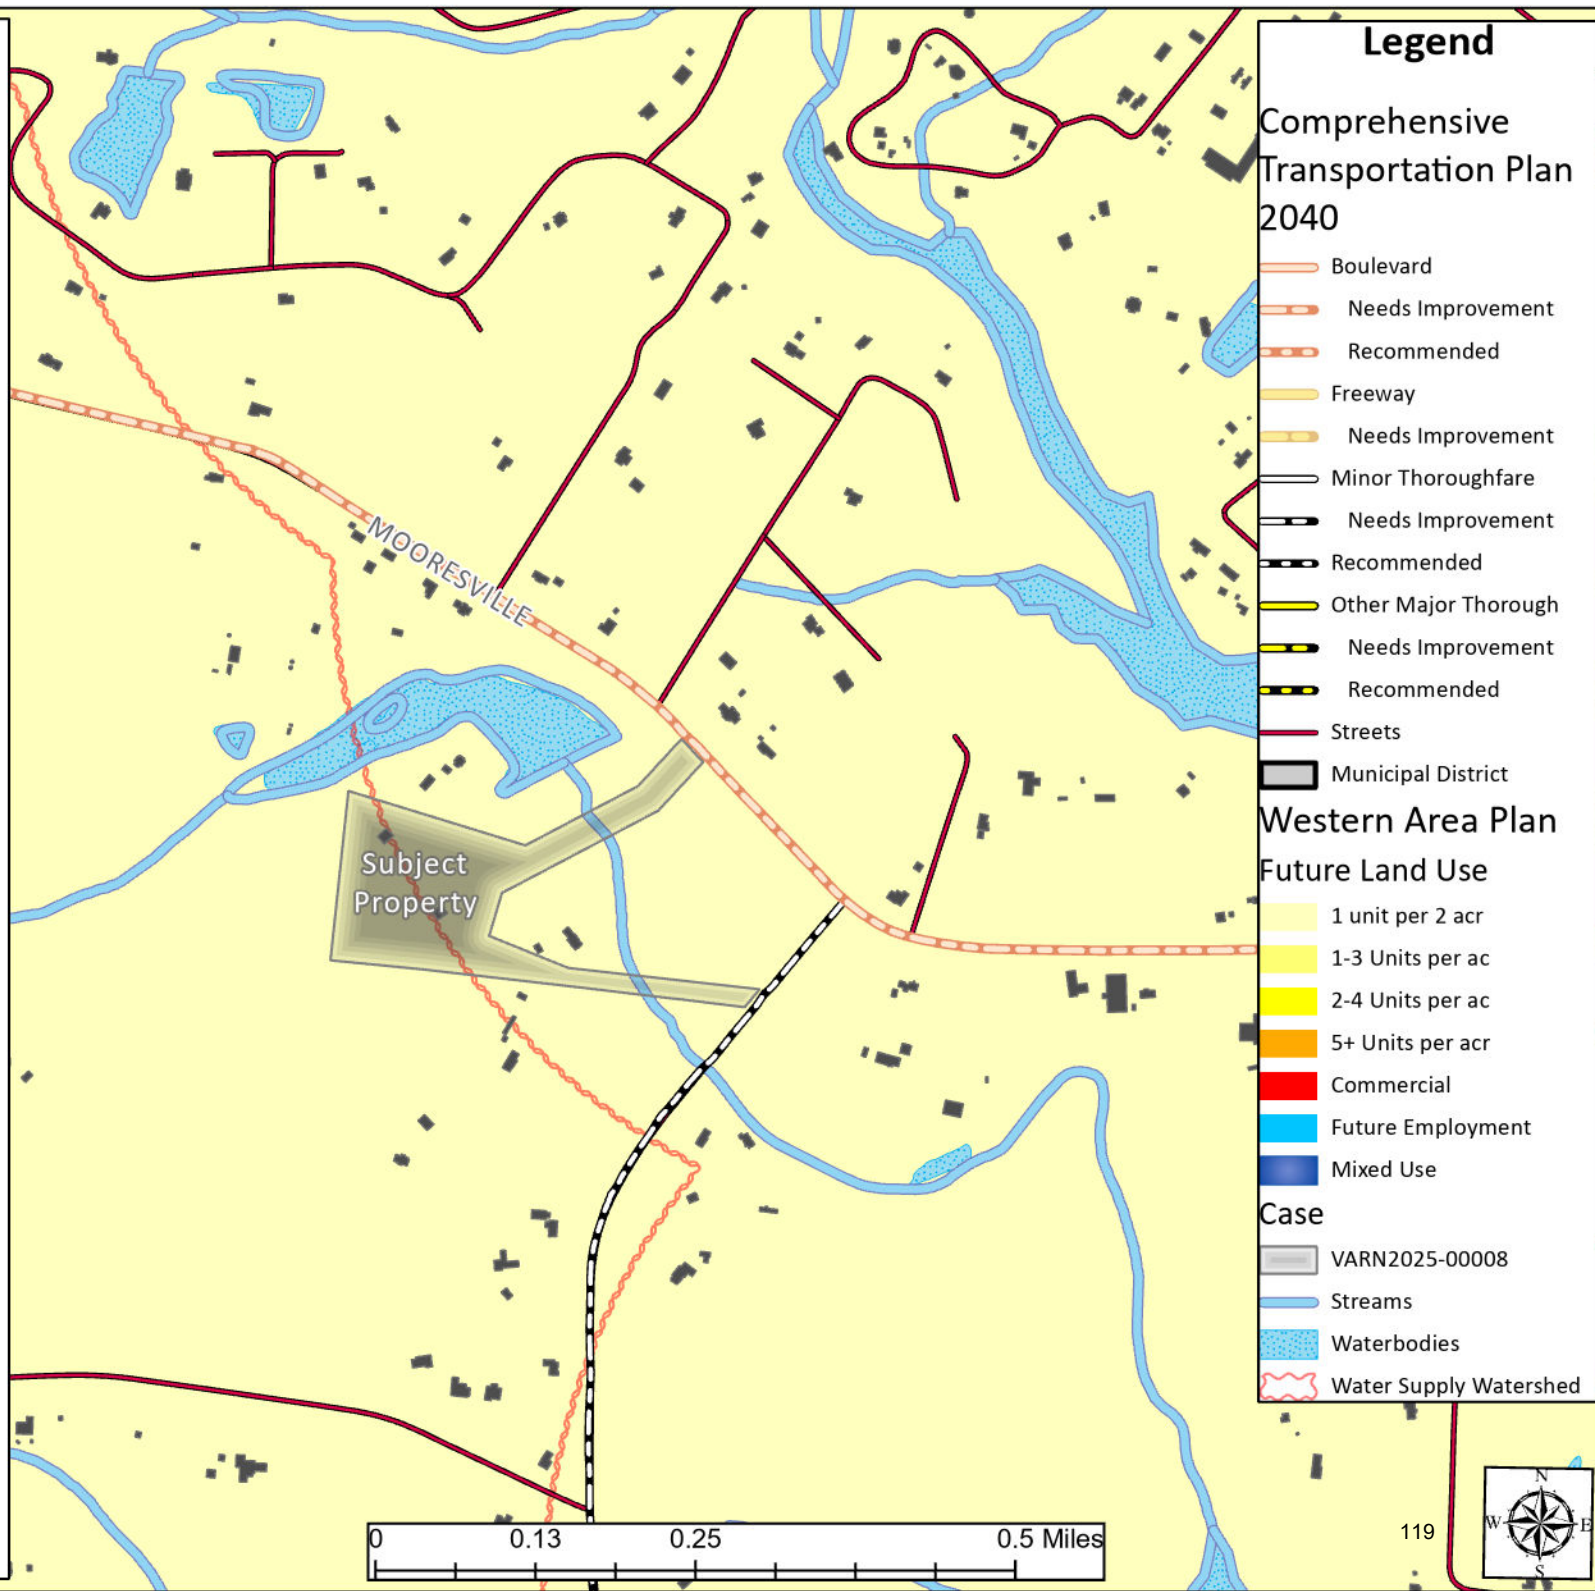 Legend
Comprehensive
Transportation Plan
2040
Boulevard
Needs Improvement
Recommended
Freeway
Needs Improvement
Minor Thoroughfare
Needs Improvement
Recommended
Other Major Thorough
Needs Improvement
Recommended
Streets
Municipal District
Western Area Plan
Future Land Use
1 unit per 2 acr
1-3 Units per ac
2-4 Units per ac
5+ Units per acr
Commercial
Future Employment
Mixed Use
Case
VARN2025-00008
Streams
Waterbodies
Water Supply Watershed
MOORESVILLE
Subject
Property
0 0.13 0.25 0.5 Miles
119
N
W E
S